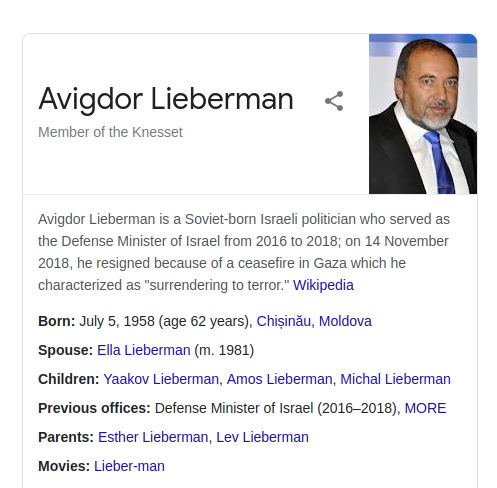 Avigdor Lieberman
Member of the Knesset
Avigdor Lieberman is a Soviet-born Israeli politician who served as
the Defense Minister of Israel from 2016 to 2018; on 14 November
2018, he resigned because of a ceasefire in Gaza which he
characterized as "surrendering to terror." Wikipedia
Born: July 5, 1958 (age 62 years), Chișinău, Moldova
Spouse: Ella Lieberman (m. 1981)
Children: Yaakov Lieberman, Amos Lieberman, Michal Lieberman
Previous offices: Defense Minister of Israel (2016–2018), MORE
Parents: Esther Lieberman, Lev Lieberman
Movies: Lieber-man